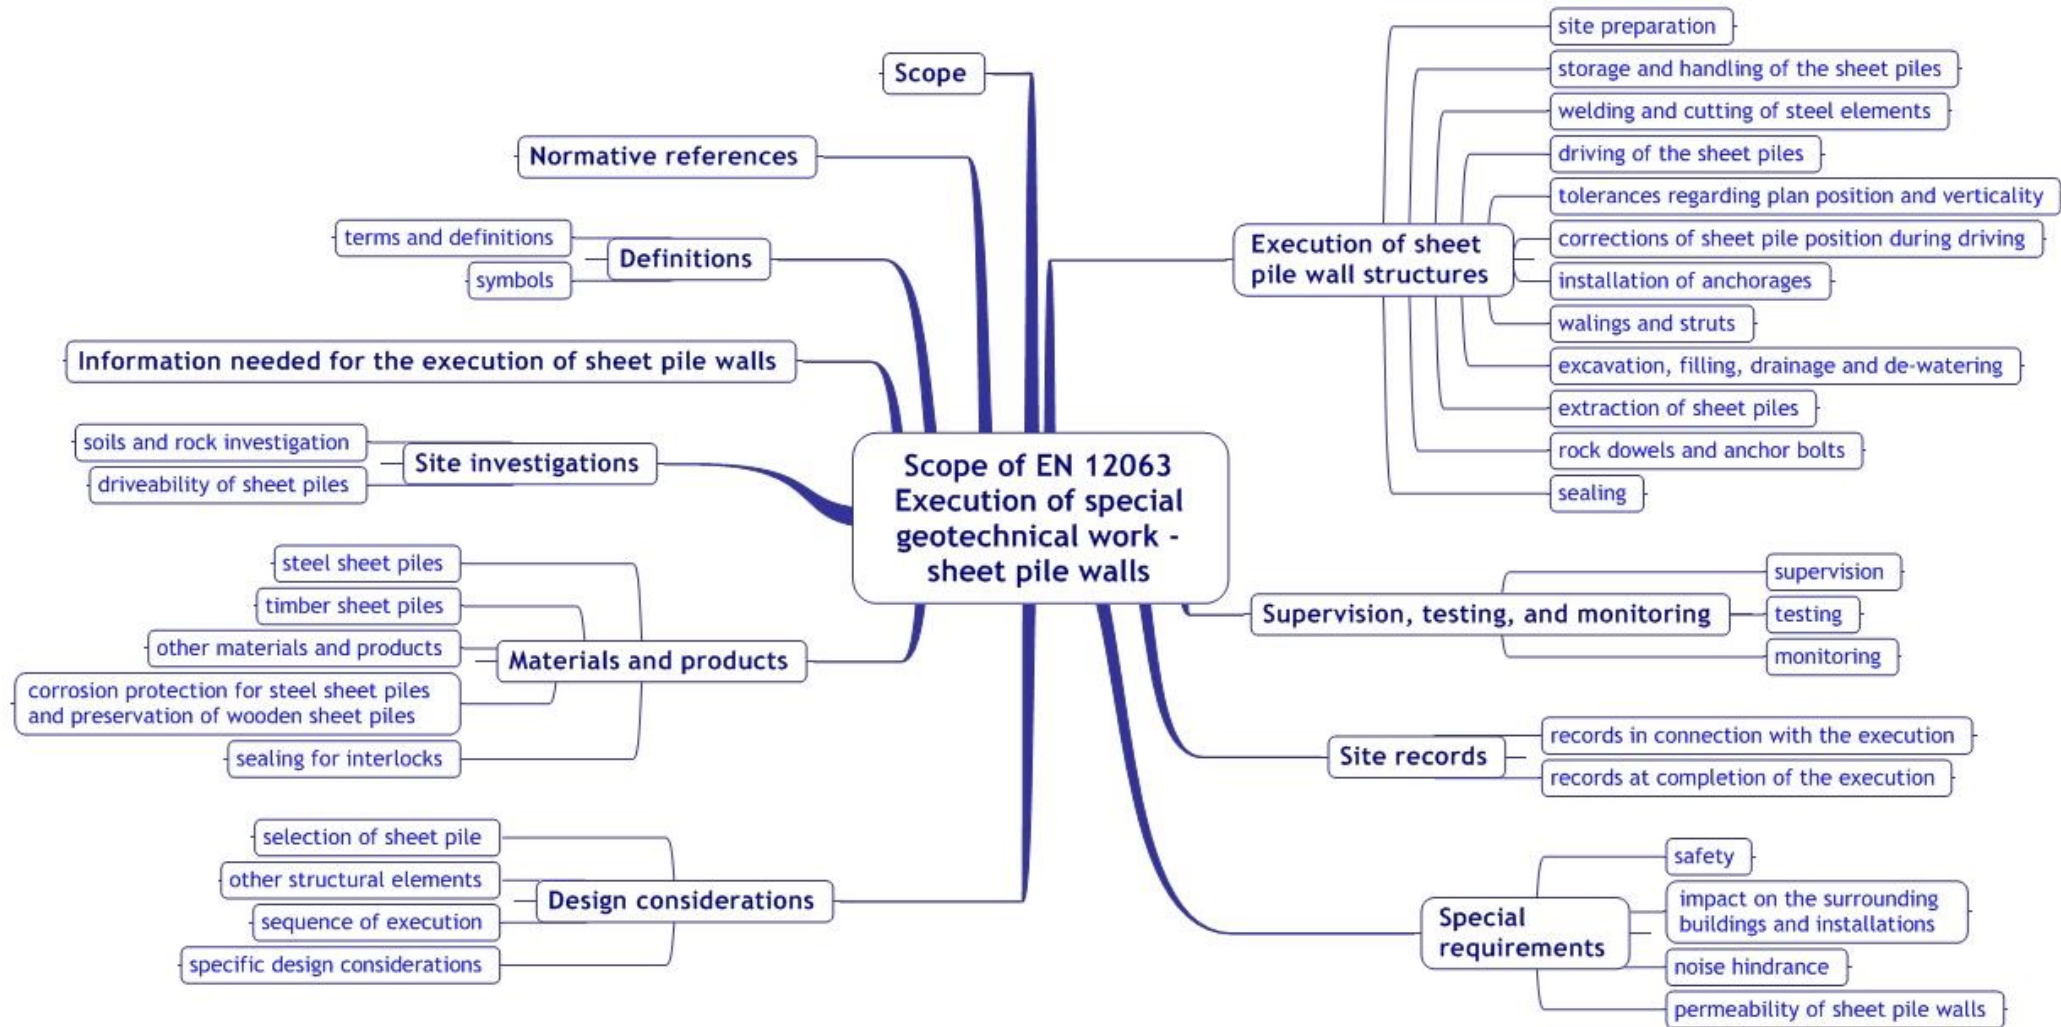 Scope of EN 12063
Execution of special
geotechnical work -
sheet pile walls
Scope
Normative references
Definitions
terms and definitions
symbols
Information needed for the execution of sheet pile walls
Site investigations
soils and rock investigation
driveability of sheet piles
Materials and products
steel sheet piles
timber sheet piles
other materials and products
corrosion protection for steel sheet piles
and preservation of wooden sheet piles
sealing for interlocks
Design considerations
selection of sheet pile
other structural elements
sequence of execution
specific design considerations
Execution of sheet
pile wall structures
site preparation
storage and handling of the sheet piles
welding and cutting of steel elements
driving of the sheet piles
tolerances regarding plan position and verticality
corrections of sheet pile position during driving
installation of anchorages
walings and struts
excavation, filling, drainage and de-watering
extraction of sheet piles
rock dowels and anchor bolts
sealing
Supervision, testing, and monitoring
supervision
testing
monitoring
Site records
records in connection with the execution
records at completion of the execution
Special
requirements
safety
impact on the surrounding
buildings and installations
noise hindrance
permeability of sheet pile walls